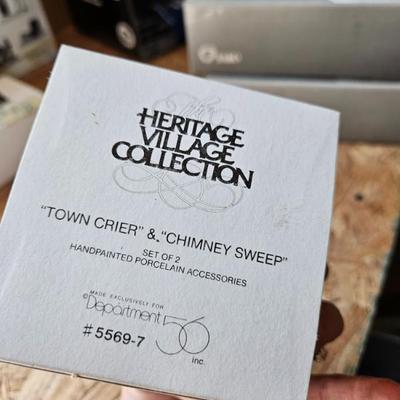 The
HERITAGE
VILLAGE
COLLECTION
"TOWN CRIER" & "CHIMNEY SWEEP"
SET OF 2
HANDPAINTED PORCELAIN ACCESSORIES
MADE EXCLUSIVELY FOR
©Department 56 inc.
#5569-7